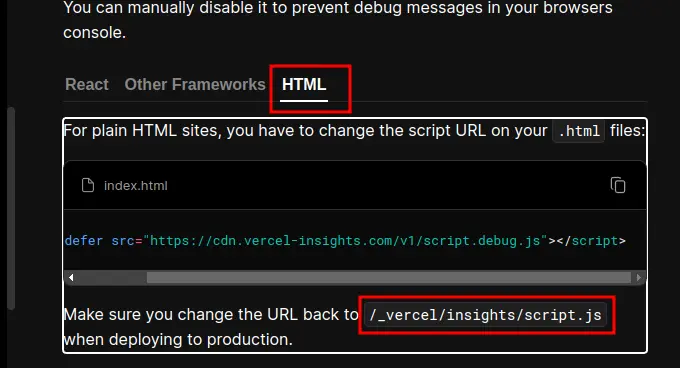 You can manually disable it to prevent debug messages in your browsers
console.
React Other Frameworks HTML
For plain HTML sites, you have to change the script URL on your .html files:
index.html
defer src="https://cdn.vercel-insights.com/v1/script.debug.js"></script>
Make sure you change the URL back to /_vercel/insights/script.js
when deploying to production.